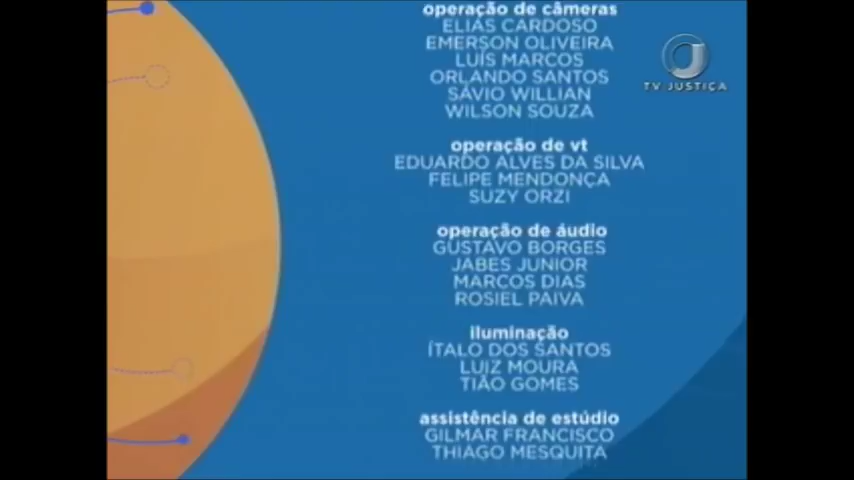 operação de câmeras
ELIAS CARDOSO
EMERSON OLIVEIRA
LUÍS MARCOS
ORLANDO SANTOS
SÁVIO WILLIAN
WILSON SOUZA
TV JUSTIÇA
operação de vt
EDUARDO ALVES DA SILVA
FELIPE MENDONÇA
SUZY ORZI
operação de áudio
GUSTAVO BORGES
JABES JUNIOR
MARCOS DIAS
ROSIEL PAIVA
iluminação
ÍTALO DOS SANTOS
LUIZ MOURA
TIÃO GOMES
assistência de estúdio
GILMAR FRANCISCO
THIAGO MESQUITA